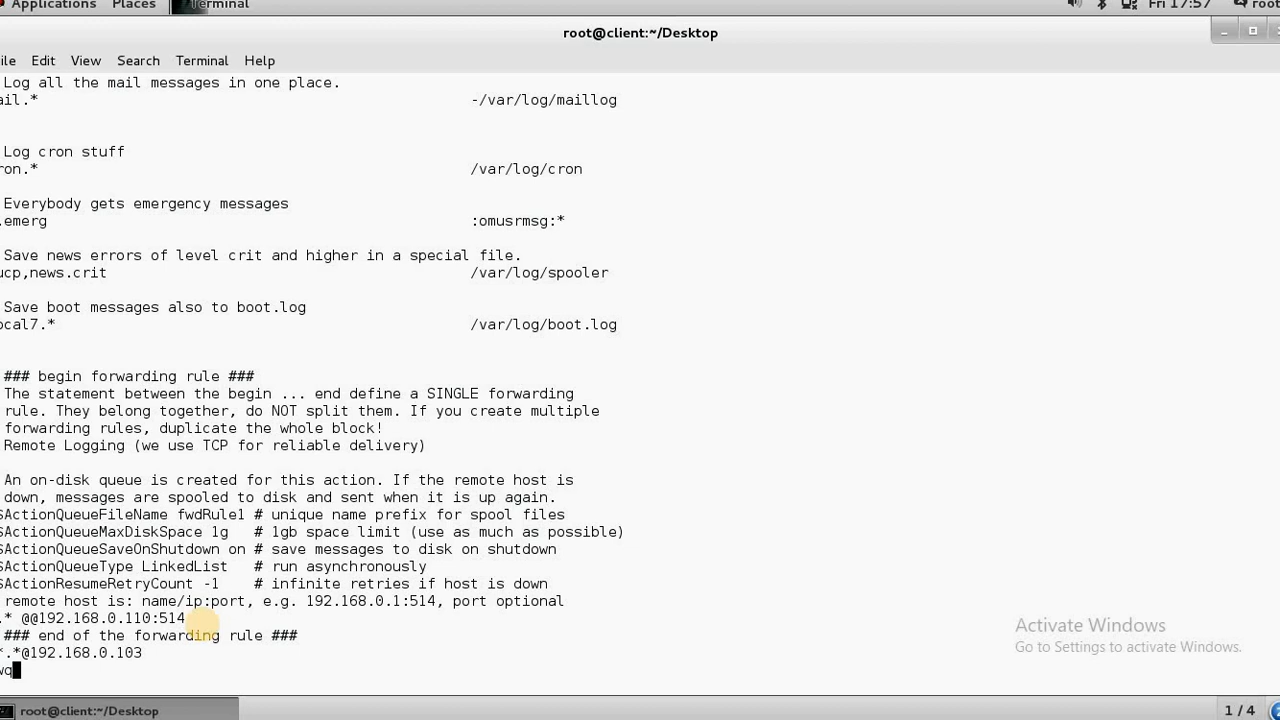 Applications Places Terminal Fri 17:57 root
root@client:~/Desktop
ile Edit View Search Terminal Help
Log all the mail messages in one place.
ail.* -/var/log/maillog
Log cron stuff
ron.* /var/log/cron
Everybody gets emergency messages
.emerg :omusrmsg:*
Save news errors of level crit and higher in a special file.
ucp,news.crit /var/log/spooler
Save boot messages also to boot.log
ocal7.* /var/log/boot.log
### begin forwarding rule ###
The statement between the begin ... end define a SINGLE forwarding
rule. They belong together, do NOT split them. If you create multiple
forwarding rules, duplicate the whole block!
Remote Logging (we use TCP for reliable delivery)
An on-disk queue is created for this action. If the remote host is
down, messages are spooled to disk and sent when it is up again.
$ActionQueueFileName fwdRule1 # unique name prefix for spool files
$ActionQueueMaxDiskSpace 1g # 1gb space limit (use as much as possible)
$ActionQueueSaveOnShutdown on # save messages to disk on shutdown
$ActionQueueType LinkedList # run asynchronously
$ActionResumeRetryCount -1 # infinite retries if host is down
remote host is: name/ip:port, e.g. 192.168.0.1:514, port optional
.* @@192.168.0.110:514
### end of the forwarding rule ###
*.*@192.168.0.103
wq
Activate Windows
Go to Settings to activate Windows.
root@client:~/Desktop 1 / 4